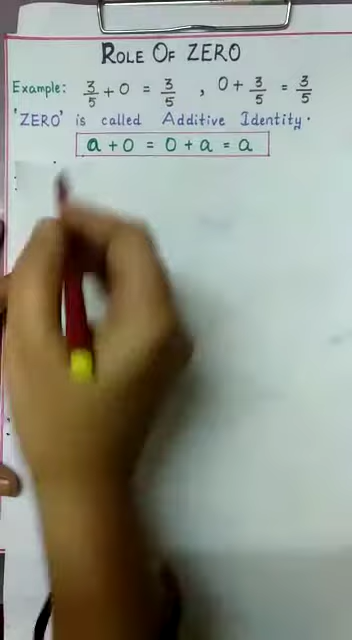 ROLE OF ZERO
Example: 3/5 + 0 = 3/5 , 0 + 3/5 = 3/5
'ZERO' is called Additive Identity.
a + 0 = 0 + a = a